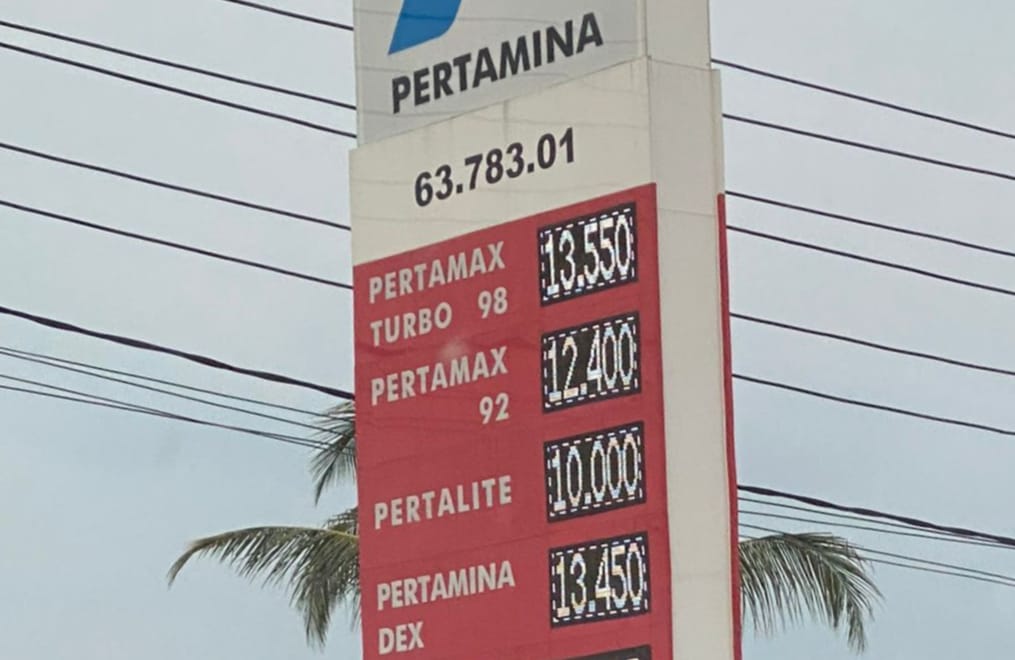 PERTAMINA
63.783.01
PERTAMAX 13.550
TURBO 98
PERTAMAX 12.400
92
PERTALITE 10.000
PERTAMINA 13.450
DEX